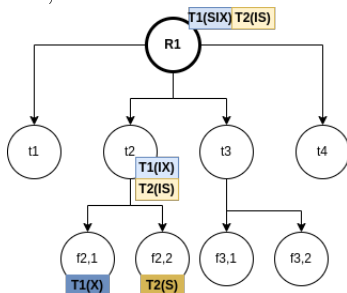 T1(SIX) T2(IS)
R1
t1 t2 t3 t4
T1(IX)
T2(IS)
f2,1 f2,2 f3,1 f3,2
T1(X) T2(S)